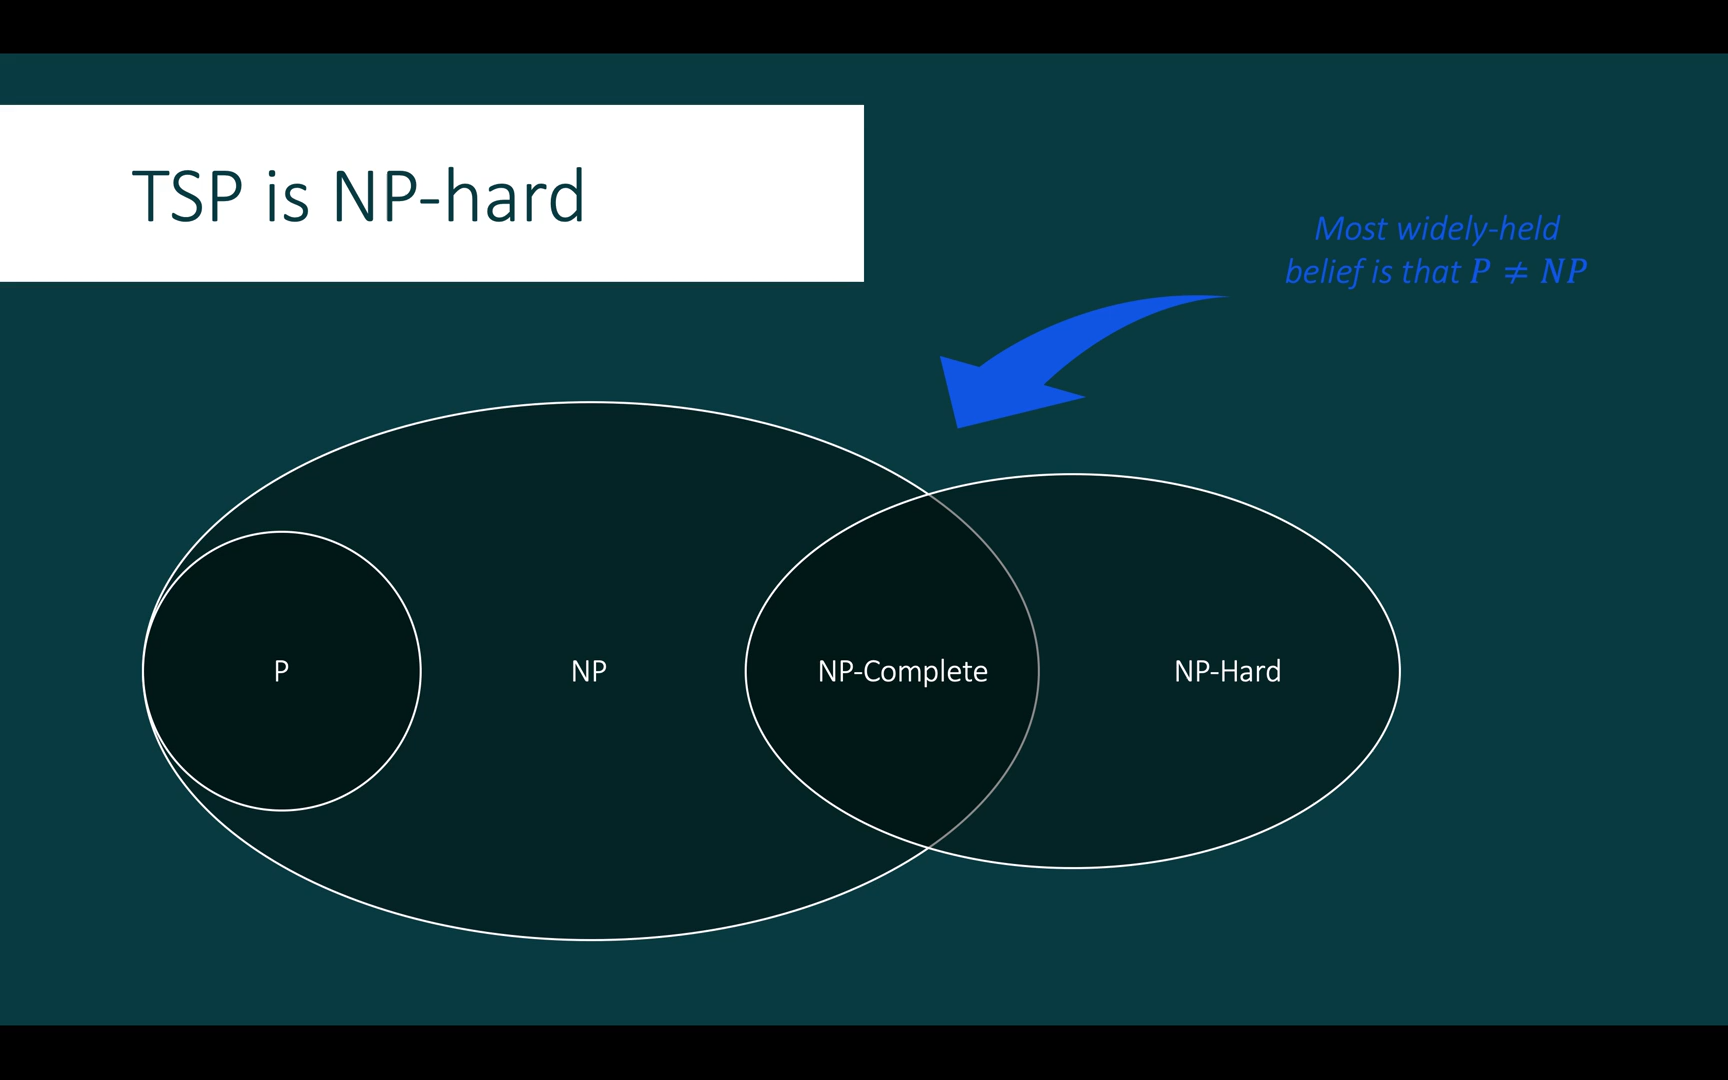 TSP is NP-hard
Most widely-held
belief is that P ≠ NP
P
NP
NP-Complete
NP-Hard